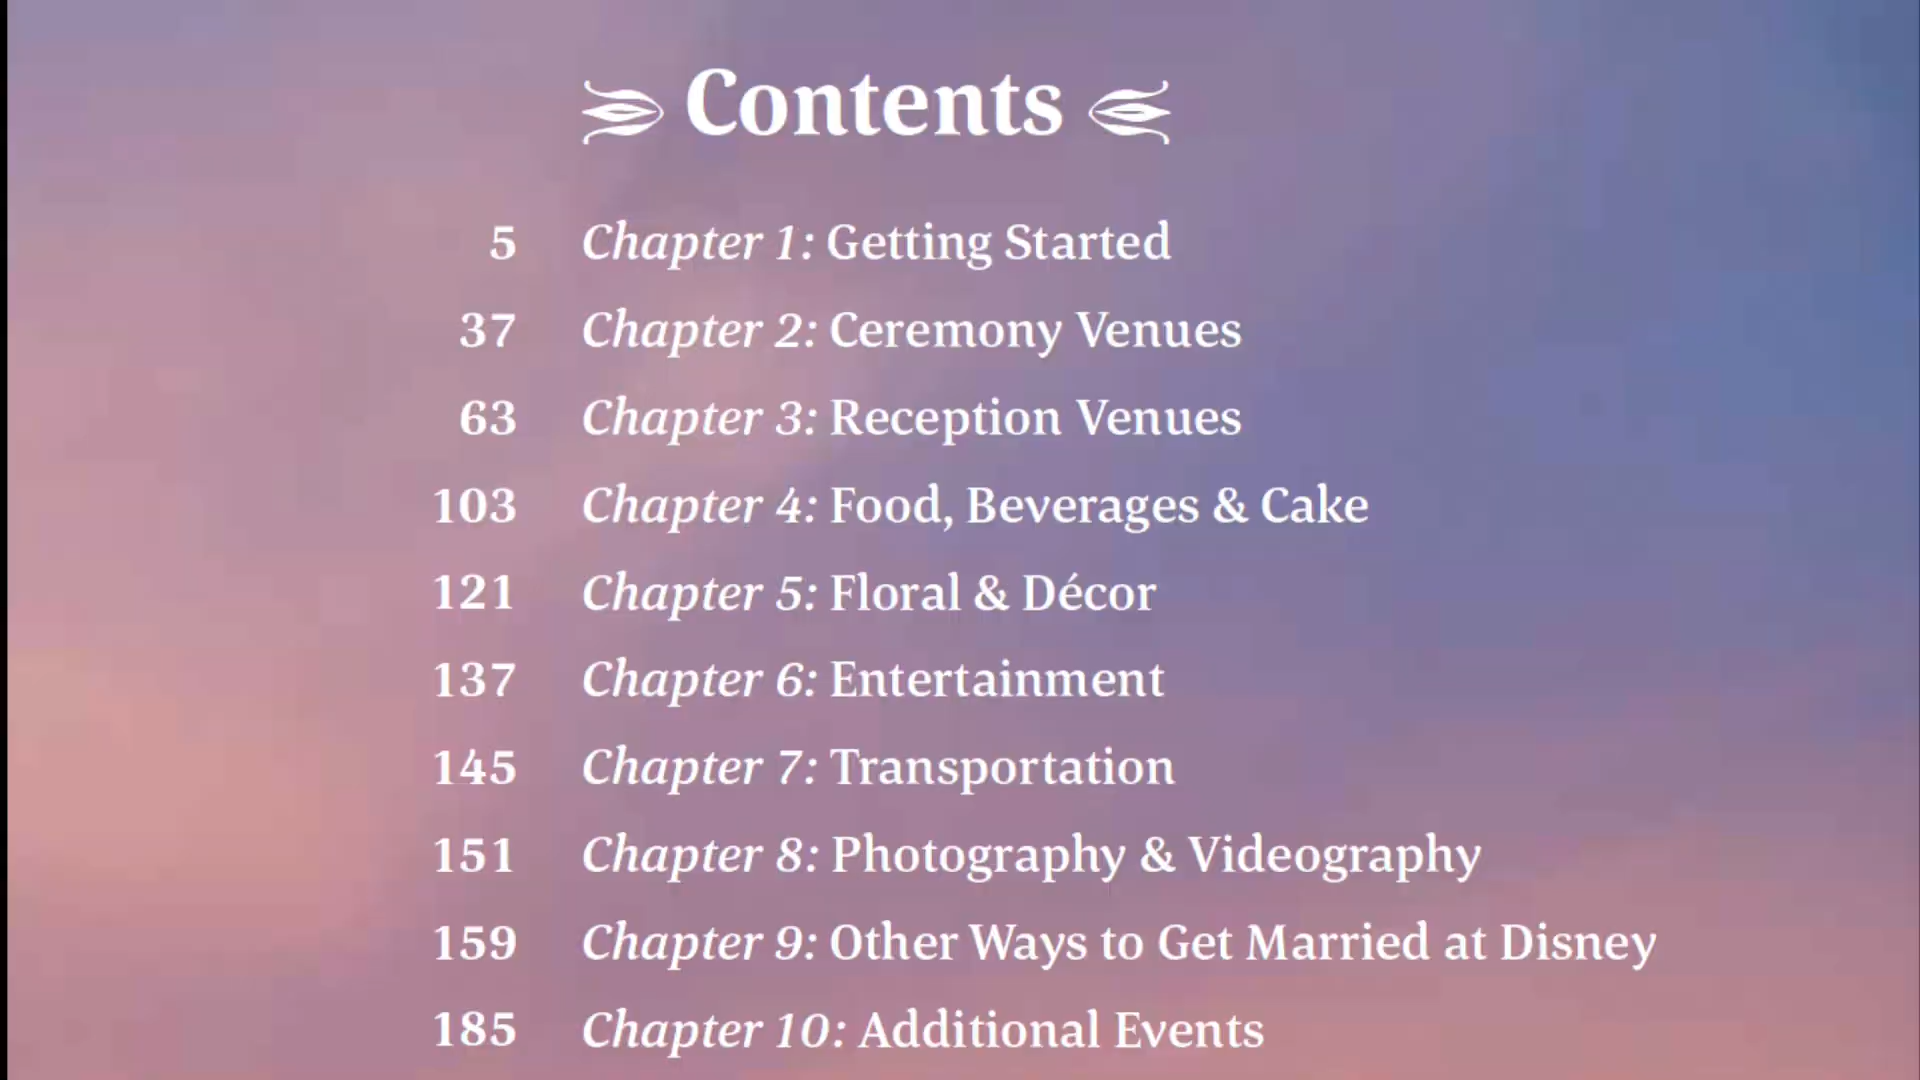 Contents
5 Chapter 1: Getting Started
37 Chapter 2: Ceremony Venues
63 Chapter 3: Reception Venues
103 Chapter 4: Food, Beverages & Cake
121 Chapter 5: Floral & Décor
137 Chapter 6: Entertainment
145 Chapter 7: Transportation
151 Chapter 8: Photography & Videography
159 Chapter 9: Other Ways to Get Married at Disney
185 Chapter 10: Additional Events